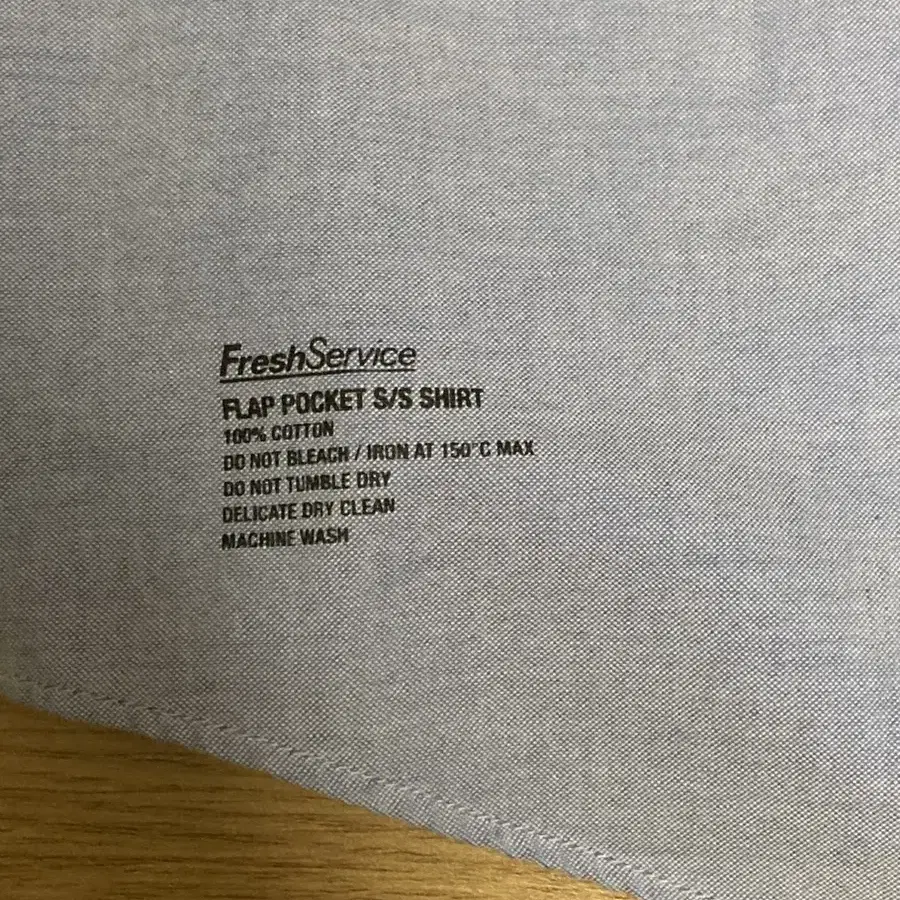 FreshService
FLAP POCKET S/S SHIRT
100% COTTON
DO NOT BLEACH / IRON AT 150°C MAX
DO NOT TUMBLE DRY
DELICATE DRY CLEAN
MACHINE WASH